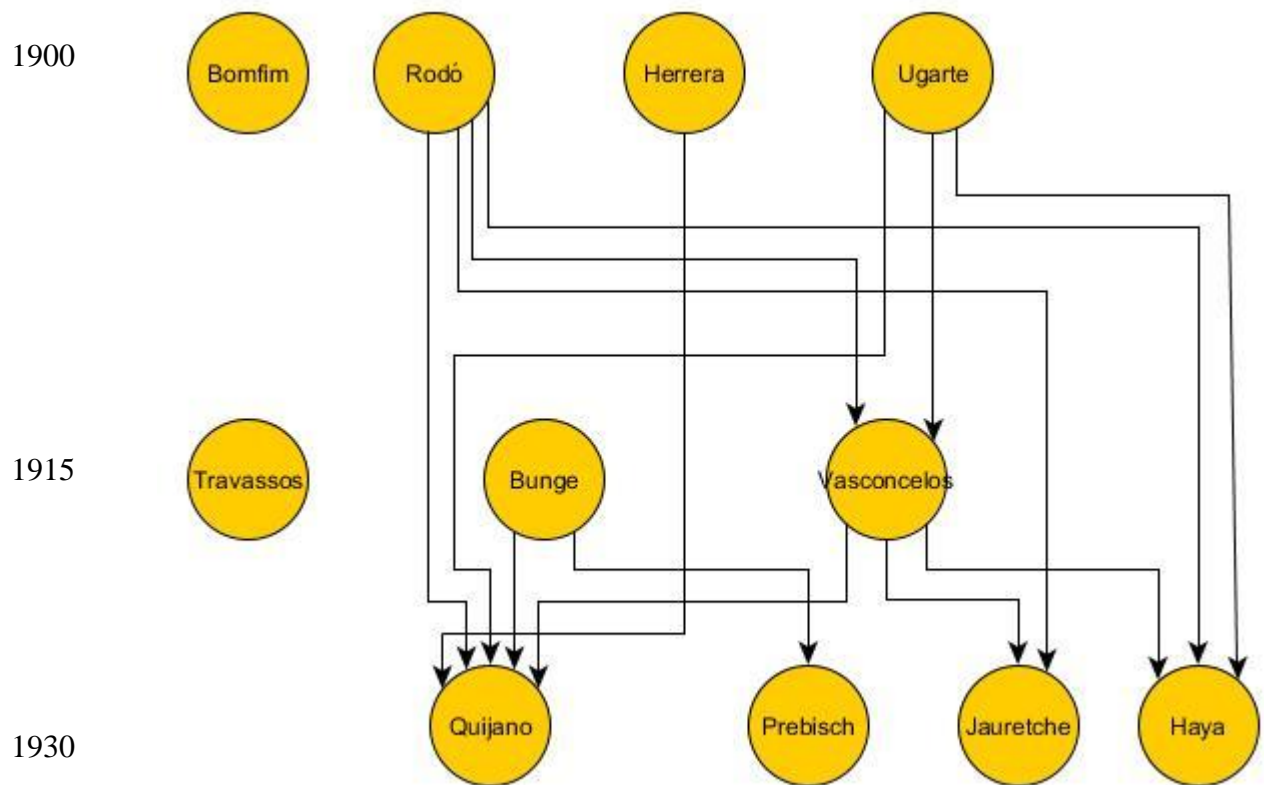 1900
Bomfim
Rodó
Herrera
Ugarte
1915
Travassos
Bunge
Vasconcelos
1930
Quijano
Prebisch
Jauretche
Haya